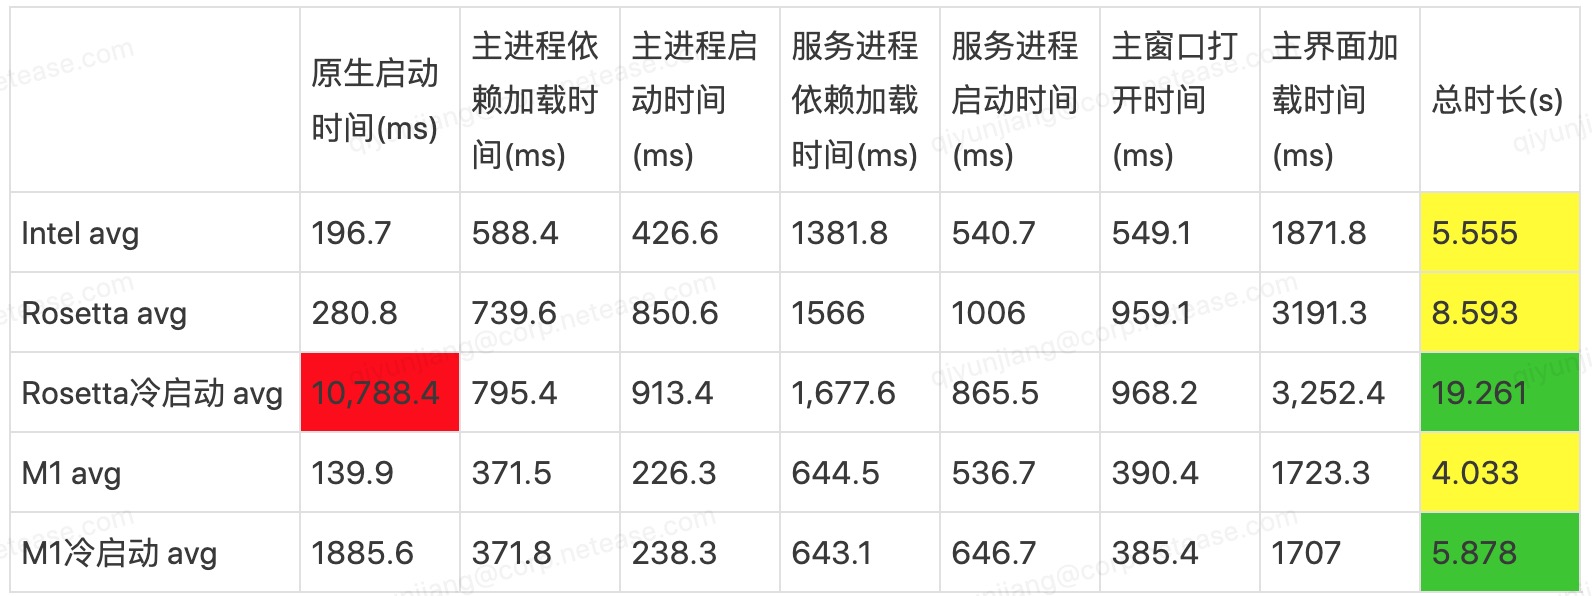 原生启动
时间(ms)
主进程依
赖加载时
间(ms)
主进程启
动时间
(ms)
服务进程
依赖加载
时间(ms)
服务进程
启动时间
(ms)
主窗口打
开时间
(ms)
主界面加
载时间
(ms)
总时长(s)
Intel avg 196.7 588.4 426.6 1381.8 540.7 549.1 1871.8 5.555
Rosetta avg 280.8 739.6 850.6 1566 1006 959.1 3191.3 8.593
Rosetta冷启动 avg 10,788.4 795.4 913.4 1,677.6 865.5 968.2 3,252.4 19.261
M1 avg 139.9 371.5 226.3 644.5 536.7 390.4 1723.3 4.033
M1冷启动 avg 1885.6 371.8 238.3 643.1 646.7 385.4 1707 5.878